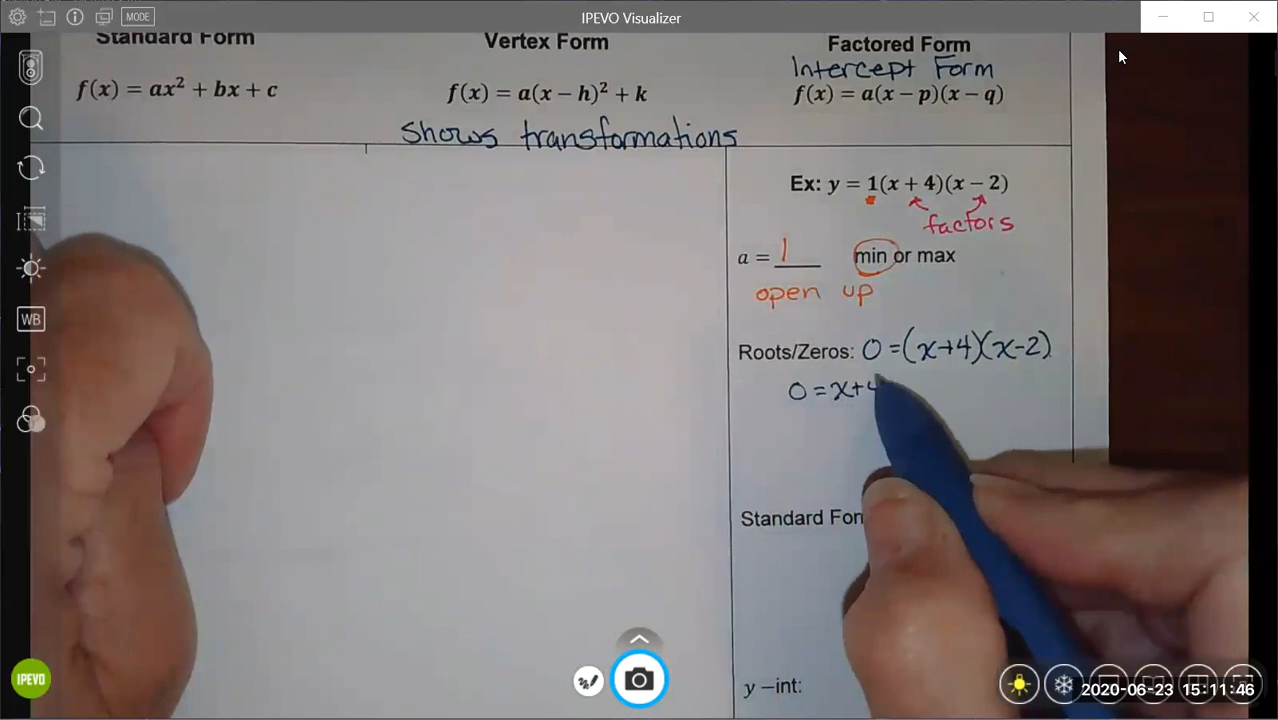 MODE
IPEVO Visualizer
Standard Form
Vertex Form
Factored Form
Intercept Form
f(x) = ax² + bx + c
f(x) = a(x − h)² + k
f(x) = a(x − p)(x − q)
shows transformations
Ex: y = 1(x + 4)(x − 2)
factors
a = 1 min or max
open up
Roots/Zeros: 0 = (x+4)(x-2)
0 = x+4
Standard
WB
y –int:
IPEVO
2020-06-23 15:11:46